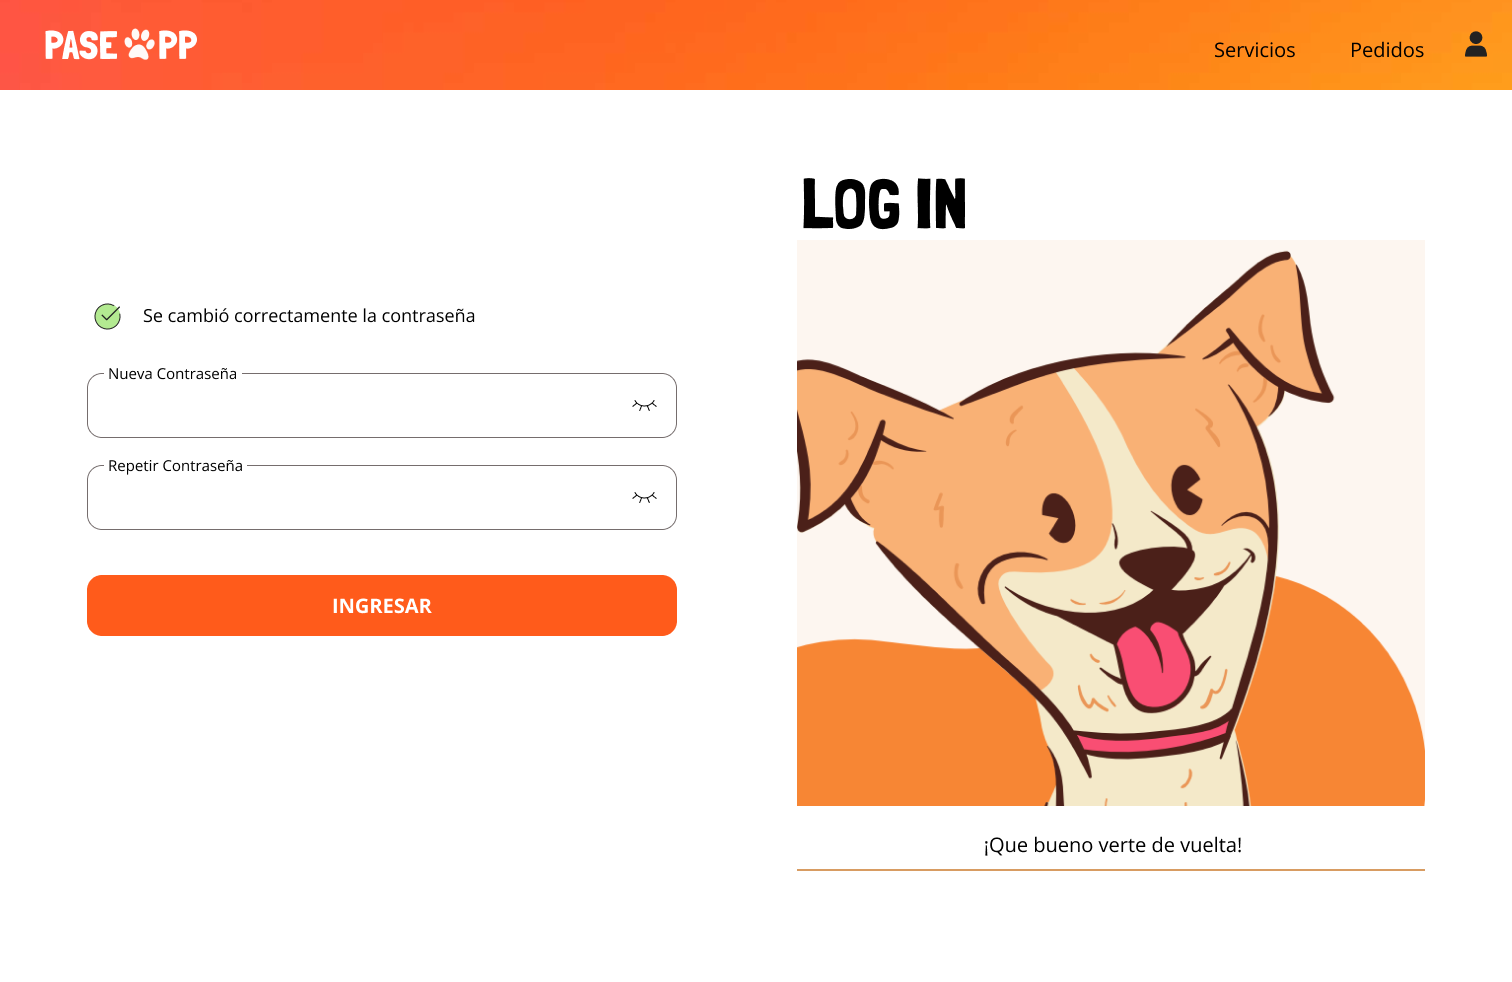 PASE PP
Servicios
Pedidos
LOG IN
Se cambió correctamente la contraseña
Nueva Contraseña
Repetir Contraseña
INGRESAR
¡Que bueno verte de vuelta!